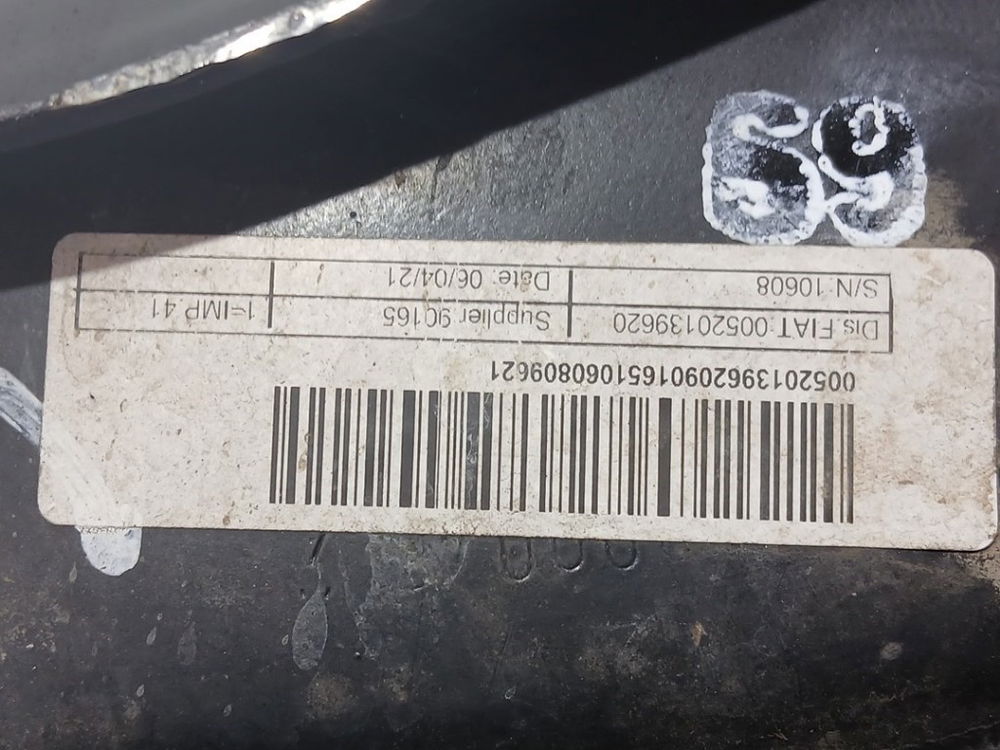 00520139620901651060809621
Dis. FIAT 00520139620 Supplier 90165 1=IMP 41
S/N 10608 Date: 06/04/21